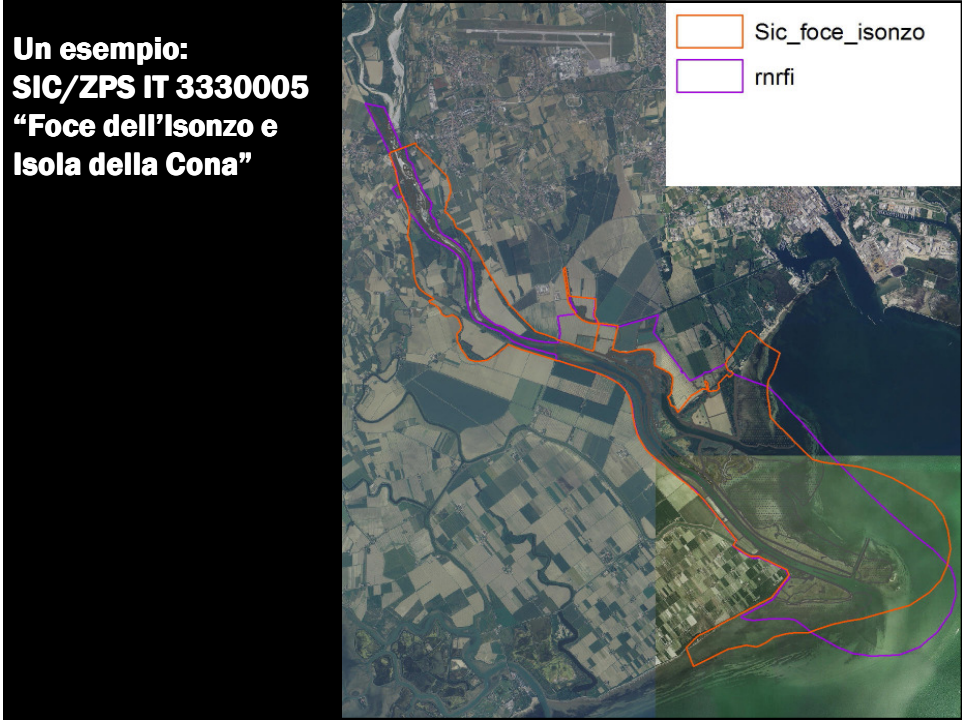 Un esempio:
SIC/ZPS IT 3330005
“Foce dell’Isonzo e
Isola della Cona”
Sic_foce_isonzo
rnrfi